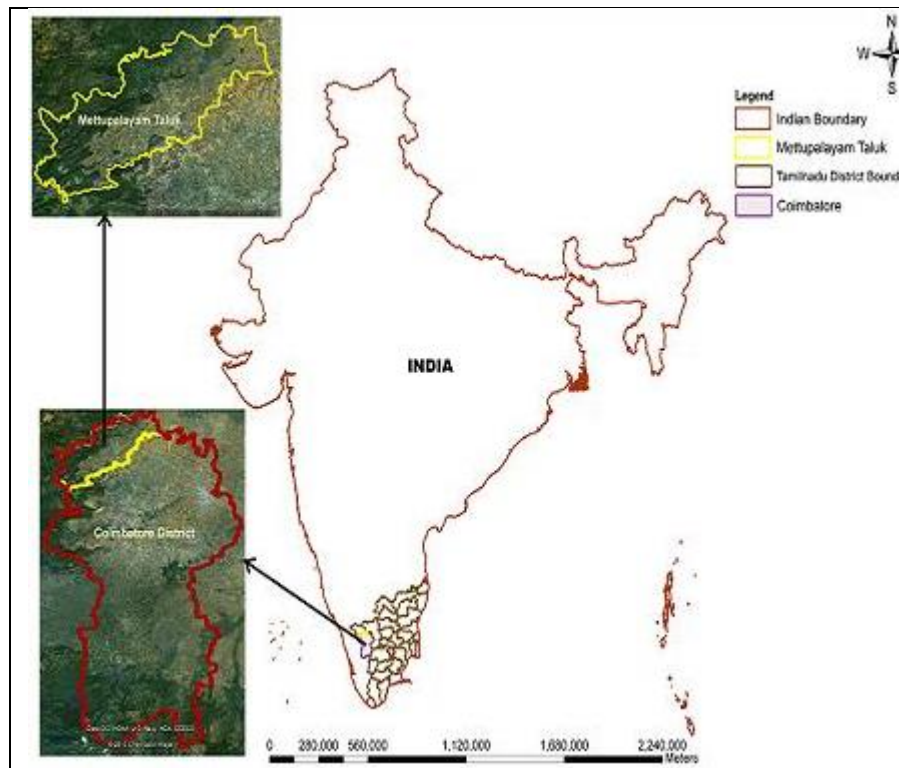 Mettupalayam Taluk
N
W
S
Legend
Indian Boundary
Mettupalayam Taluk
Tamilnadu District Bound
Coimbatore
INDIA
Coimbatore District
0 280,000 560,000 1,120,000 1,680,000 2,240,000
Meters